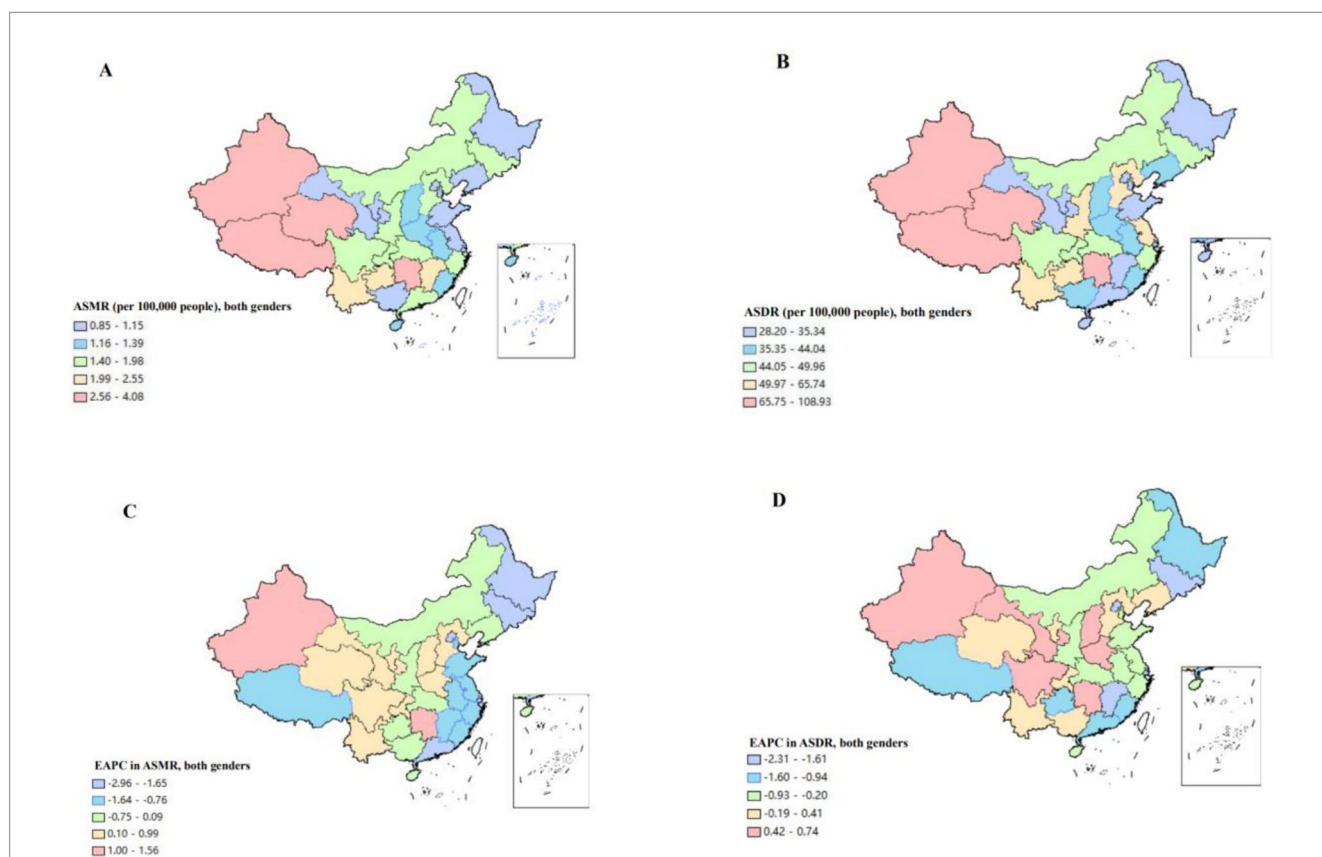 A
ASMR (per 100,000 people), both genders
0.85 - 1.15
1.16 - 1.39
1.40 - 1.98
1.99 - 2.55
2.56 - 4.08
B
ASDR (per 100,000 people), both genders
28.20 - 35.34
35.35 - 44.04
44.05 - 49.96
49.97 - 65.74
65.75 - 108.93
C
EAPC in ASMR, both genders
-2.96 - -1.65
-1.64 - -0.76
-0.75 - 0.09
0.10 - 0.99
1.00 - 1.56
D
EAPC in ASDR, both genders
-2.31 - -1.61
-1.60 - -0.94
-0.93 - -0.20
-0.19 - 0.41
0.42 - 0.74